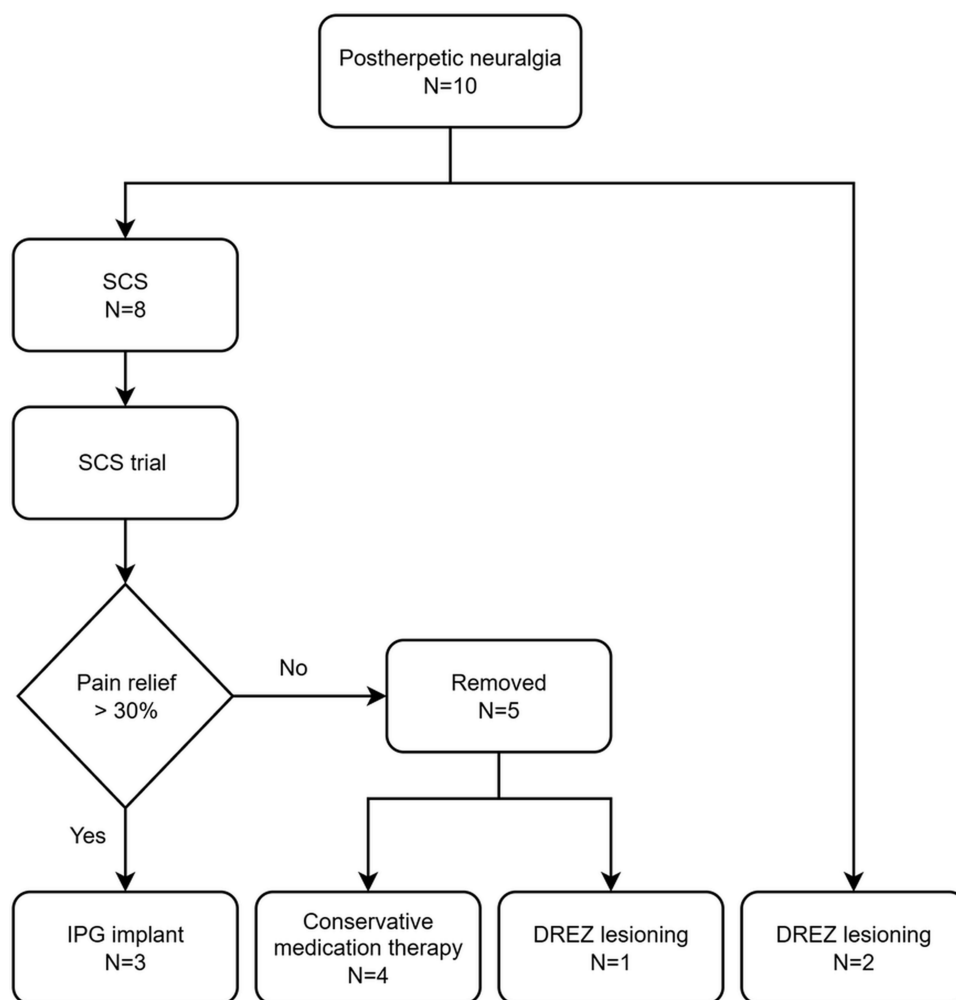 Postherpetic neuralgia
N=10
SCS
N=8
SCS trial
Pain relief
> 30%
No
Removed
N=5
Yes
IPG implant
N=3
Conservative
medication therapy
N=4
DREZ lesioning
N=1
DREZ lesioning
N=2